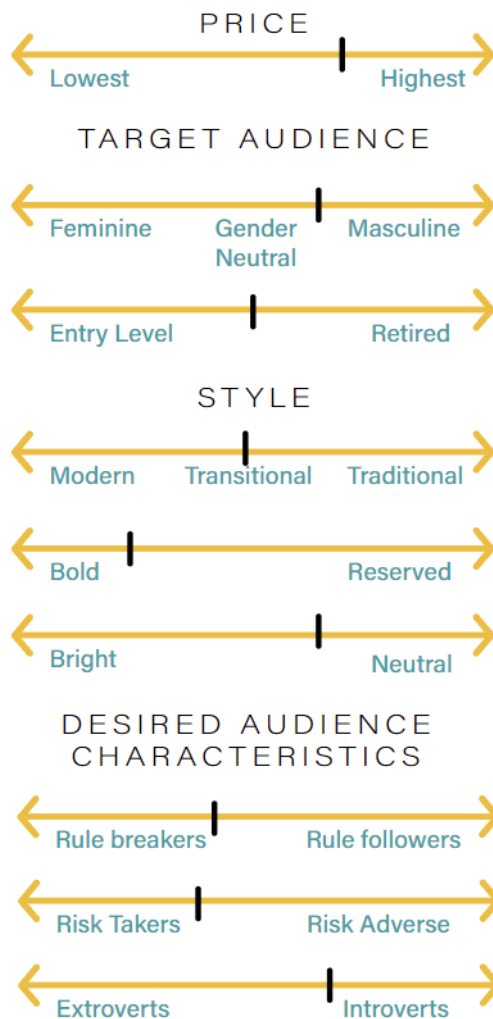 PRICE
Lowest Highest
TARGET AUDIENCE
Feminine Gender Masculine
Neutral
Entry Level Retired
STYLE
Modern Transitional Traditional
Bold Reserved
Bright Neutral
DESIRED AUDIENCE
CHARACTERISTICS
Rule breakers Rule followers
Risk Takers Risk Adverse
Extroverts Introverts